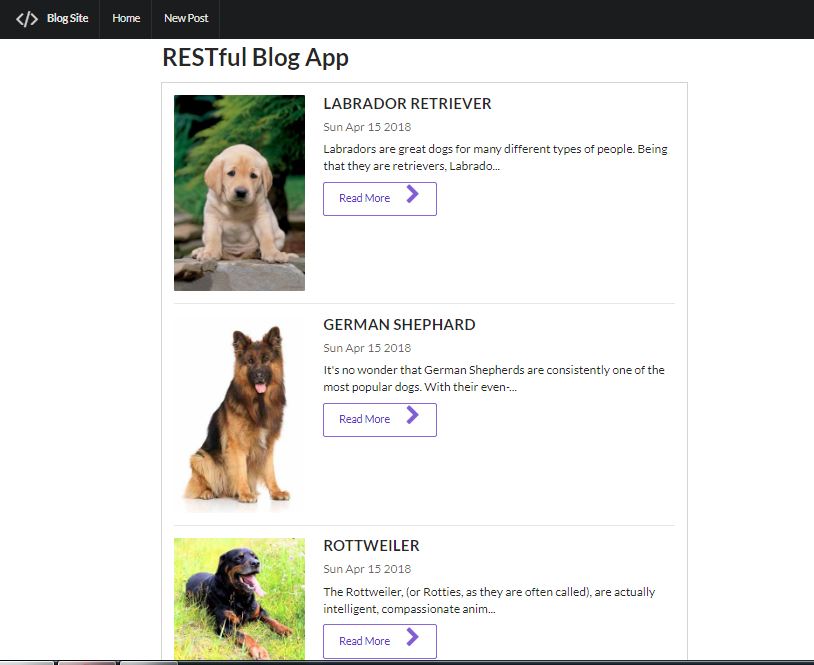 </> Blog Site Home New Post
RESTful Blog App
LABRADOR RETRIEVER
Sun Apr 15 2018
Labradors are great dogs for many different types of people. Being
that they are retrievers, Labrado...
Read More
GERMAN SHEPHARD
Sun Apr 15 2018
It's no wonder that German Shepherds are consistently one of the
most popular dogs. With their even-...
Read More
ROTTWEILER
Sun Apr 15 2018
The Rottweiler, (or Rotties, as they are often called), are actually
intelligent, compassionate anim...
Read More